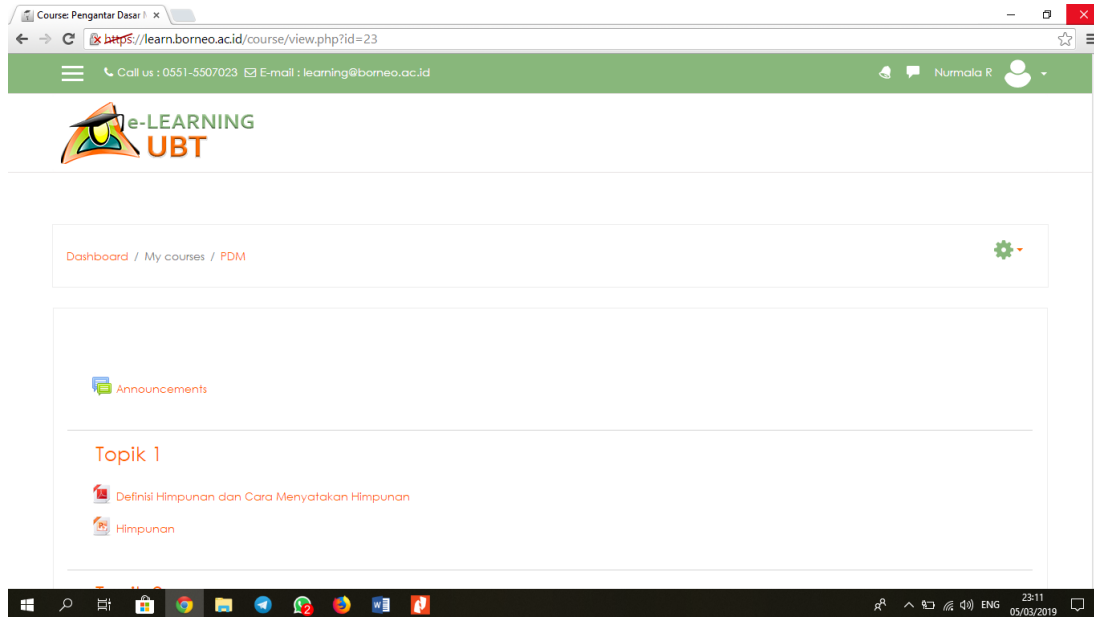 Course: Pengantar Dasar
https://learn.borneo.ac.id/course/view.php?id=23
Call us : 0551-5507023 E-mail : learning@borneo.ac.id
Nurmala R
e-LEARNING
UBT
Dashboard / My courses / PDM
Announcements
Topik 1
Definisi Himpunan dan Cara Menyatakan Himpunan
Himpunan
2
ENG
23:11
05/03/2019